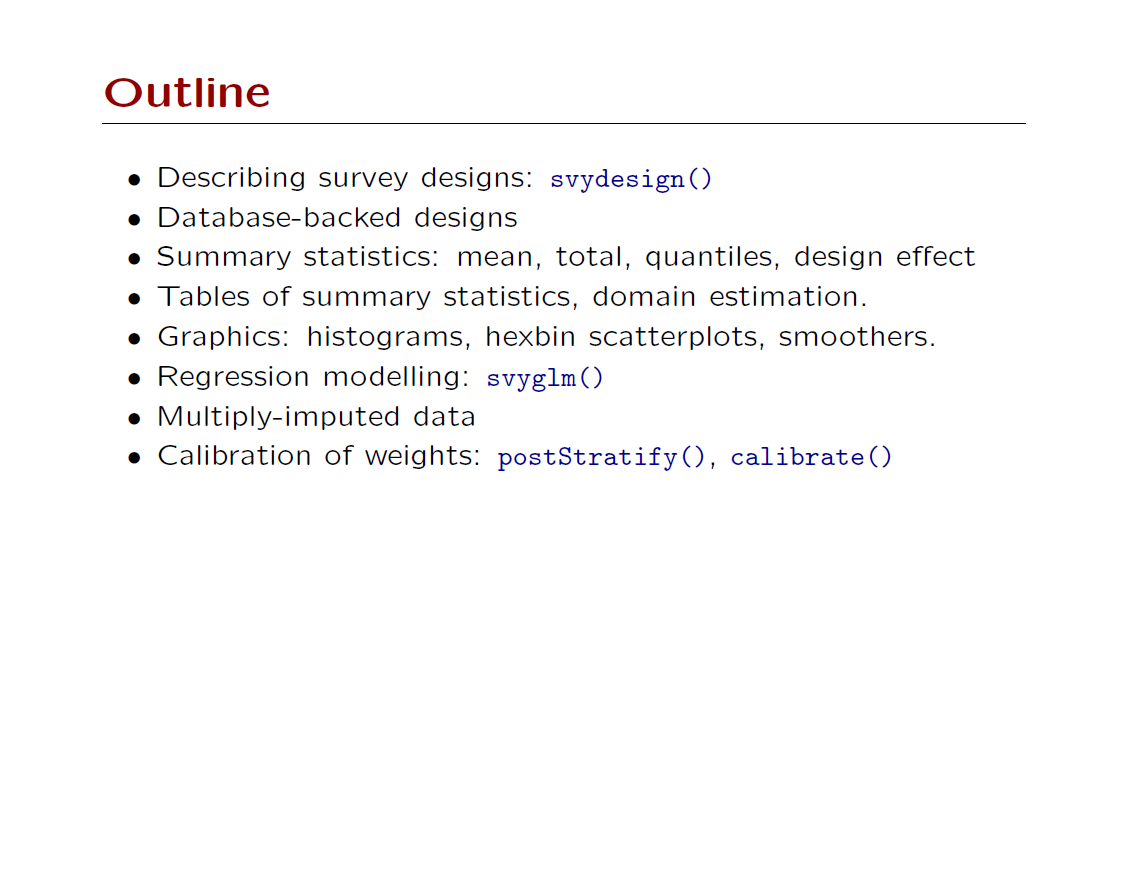 Outline
• Describing survey designs: svydesign()
• Database-backed designs
• Summary statistics: mean, total, quantiles, design effect
• Tables of summary statistics, domain estimation.
• Graphics: histograms, hexbin scatterplots, smoothers.
• Regression modelling: svyglm()
• Multiply-imputed data
• Calibration of weights: postStratify(), calibrate()